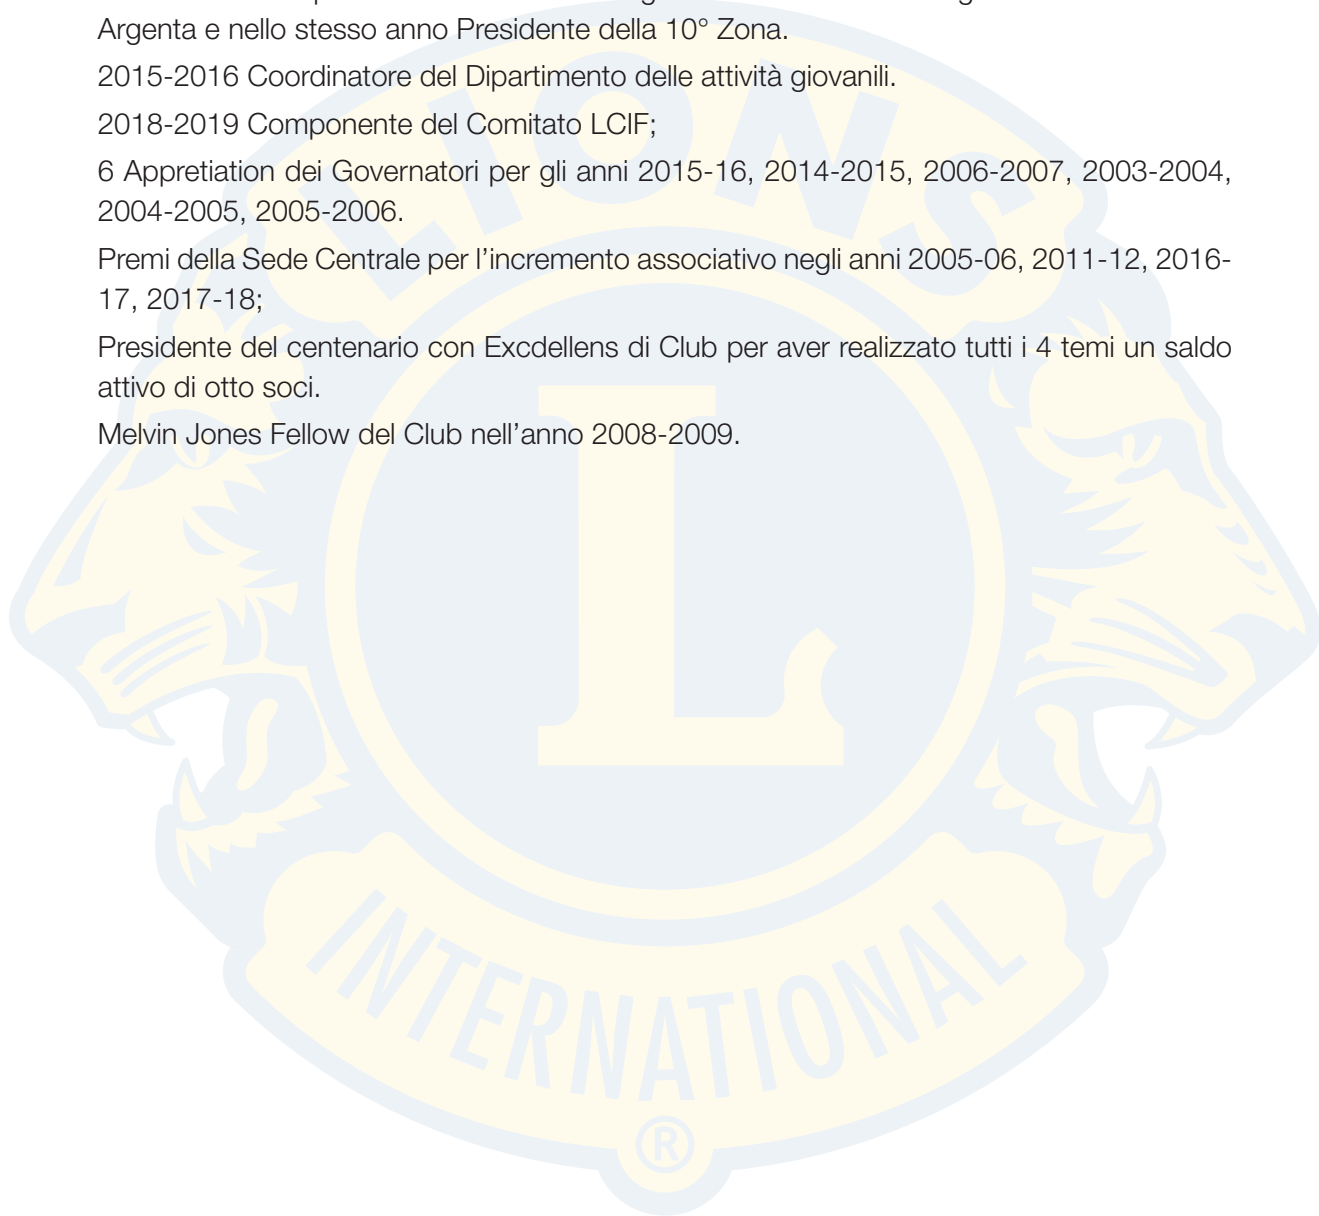 Argenta e nello stesso anno Presidente della 10° Zona.
2015-2016 Coordinatore del Dipartimento delle attività giovanili.
2018-2019 Componente del Comitato LCIF;
6 Appretiation dei Governatori per gli anni 2015-16, 2014-2015, 2006-2007, 2003-2004,
2004-2005, 2005-2006.
Premi della Sede Centrale per l'incremento associativo negli anni 2005-06, 2011-12, 2016-
17, 2017-18;
Presidente del centenario con Excdellens di Club per aver realizzato tutti i 4 temi un saldo
attivo di otto soci.
Melvin Jones Fellow del Club nell'anno 2008-2009.
LIONS
L
INTERNATIONAL
®